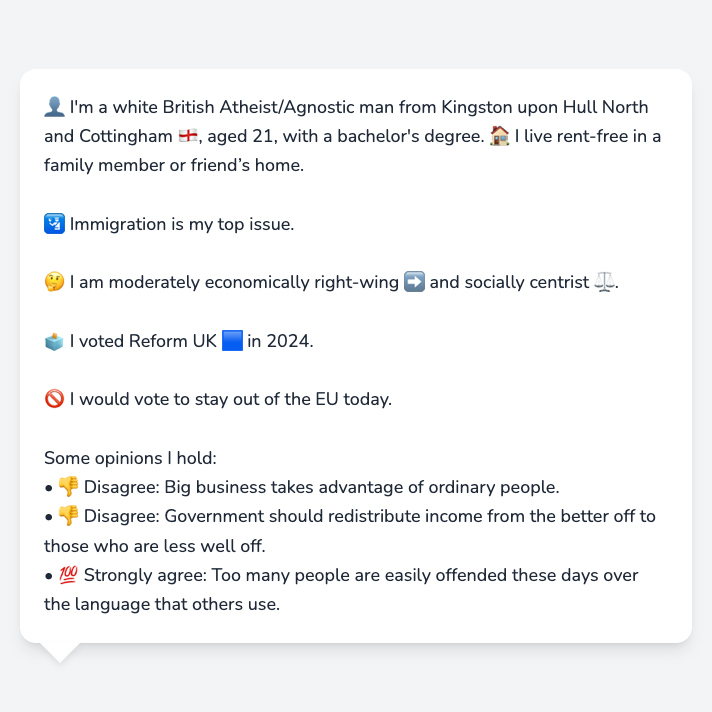 👤 I'm a white British Atheist/Agnostic man from Kingston upon Hull North
and Cottingham 🏴󠁧󠁢󠁥󠁮󠁧󠁿, aged 21, with a bachelor's degree. 🏠 I live rent-free in a
family member or friend’s home.
🛂 Immigration is my top issue.
🤔 I am moderately economically right-wing ➡️ and socially centrist ⚖️.
🗳️ I voted Reform UK 🟦 in 2024.
🚫 I would vote to stay out of the EU today.
Some opinions I hold:
• 👎 Disagree: Big business takes advantage of ordinary people.
• 👎 Disagree: Government should redistribute income from the better off to
those who are less well off.
• 💯 Strongly agree: Too many people are easily offended these days over
the language that others use.